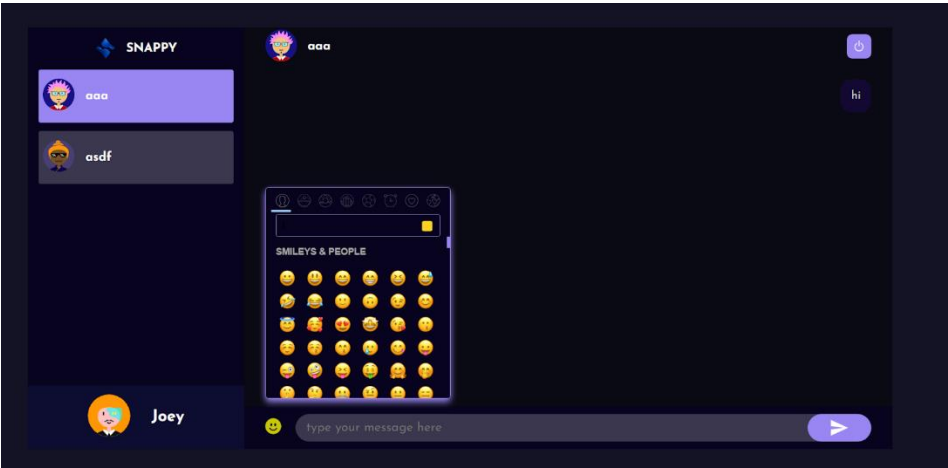 SNAPPY
aaa
asdf
Joey
aaa
hi
SMILEYS & PEOPLE
type your message here